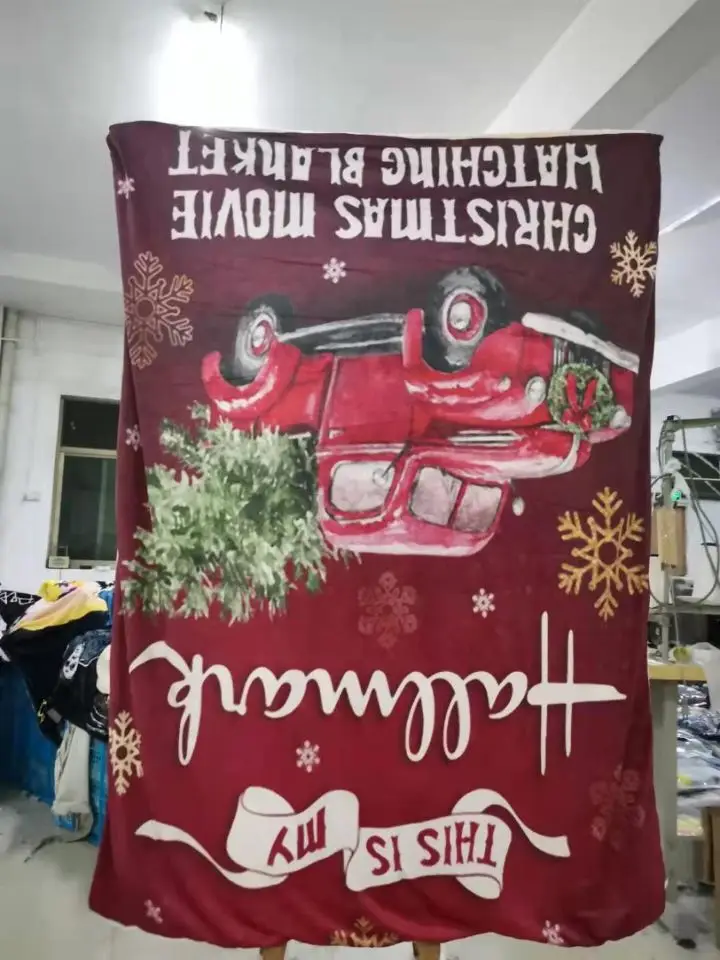 THIS IS MY
Hallmark
CHRISTMAS MOVIE
WATCHING BLANKET